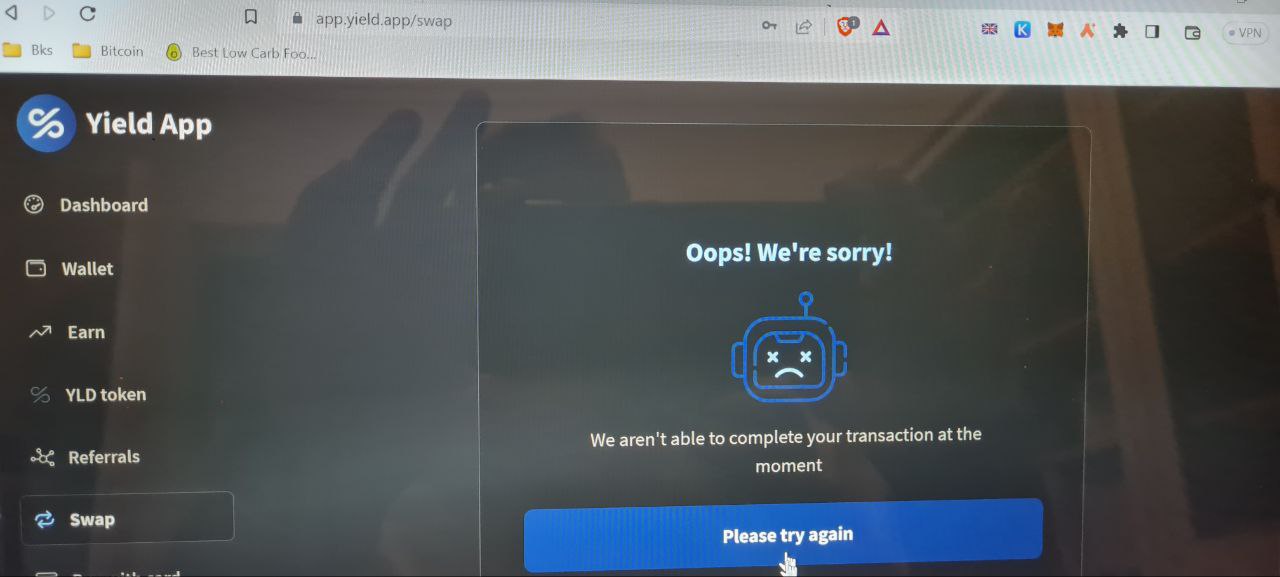 app.yield.app/swap
1
K
VPN
Bks
Bitcoin
Best Low Carb Foo...
Yield App
Dashboard
Wallet
Earn
YLD token
Referrals
Swap
Oops! We're sorry!
We aren't able to complete your transaction at the
moment
Please try again